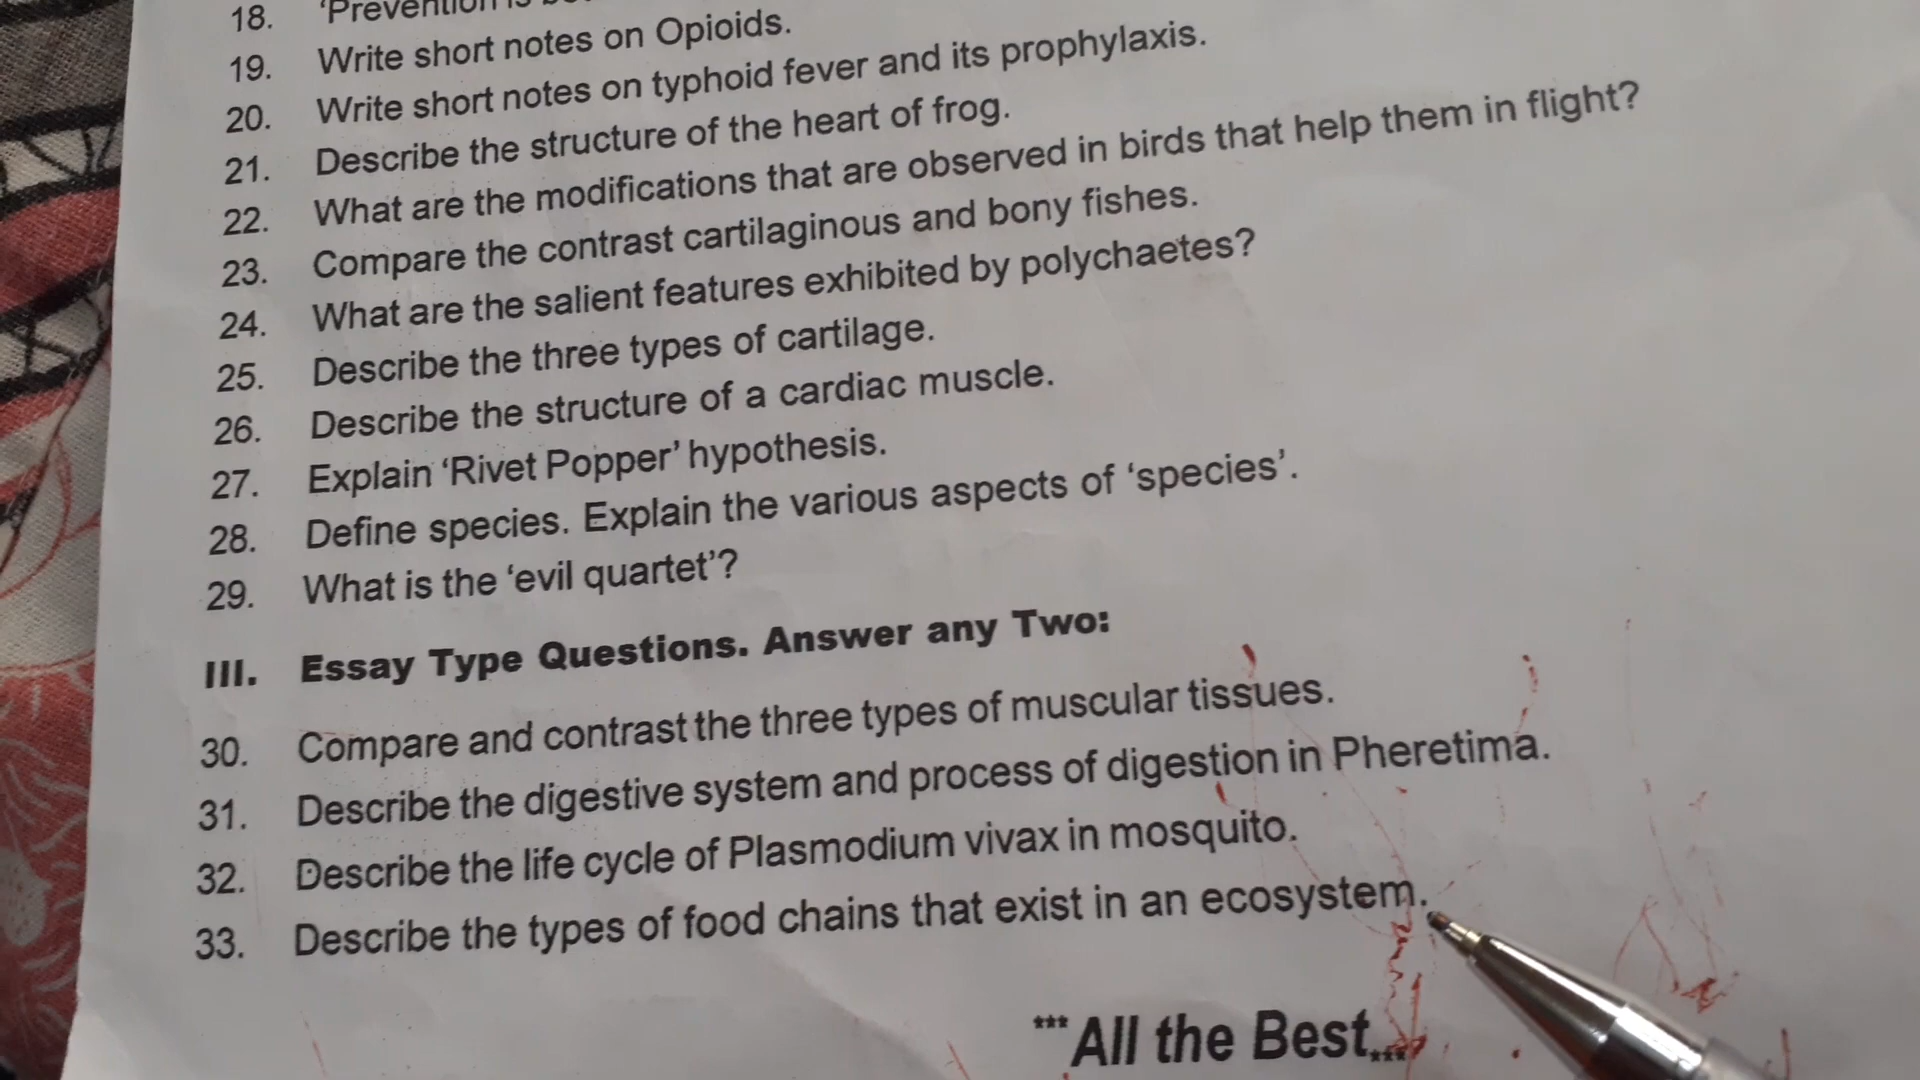 18. 'Prevention is
19. Write short notes on Opioids.
20. Write short notes on typhoid fever and its prophylaxis.
21. Describe the structure of the heart of frog.
22. What are the modifications that are observed in birds that help them in flight?
23. Compare the contrast cartilaginous and bony fishes.
24. What are the salient features exhibited by polychaetes?
25. Describe the three types of cartilage.
26. Describe the structure of a cardiac muscle.
27. Explain 'Rivet Popper' hypothesis.
28. Define species. Explain the various aspects of 'species'.
29. What is the 'evil quartet'?
III. Essay Type Questions. Answer any Two:
30. Compare and contrast the three types of muscular tissues.
31. Describe the digestive system and process of digestion in Pheretima.
32. Describe the life cycle of Plasmodium vivax in mosquito.
33. Describe the types of food chains that exist in an ecosystem.
***All the Best***